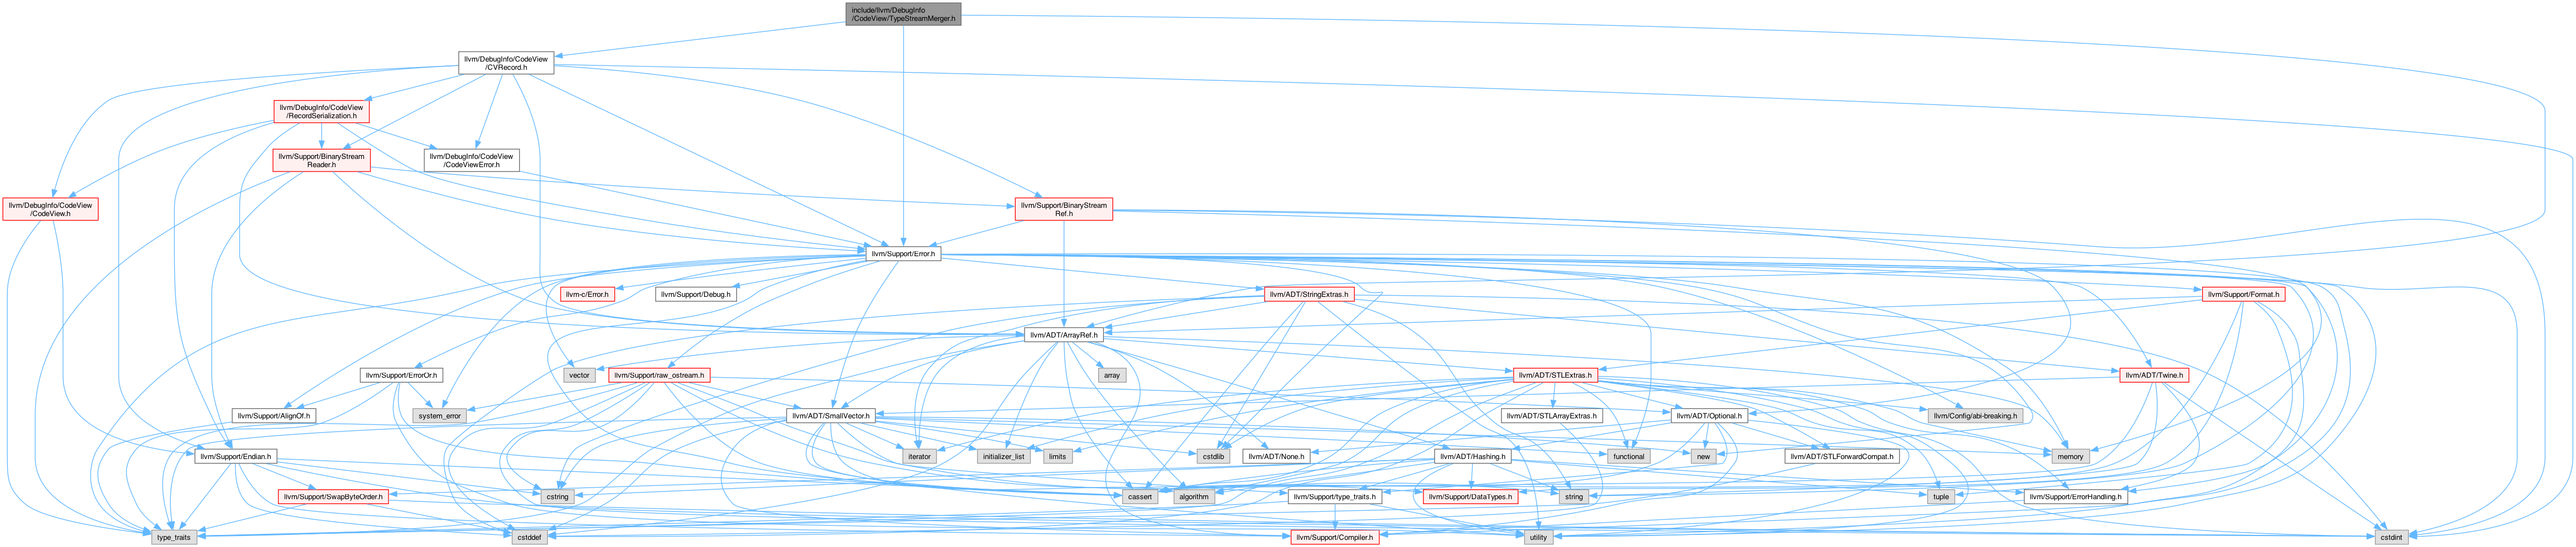 include/llvm/DebugInfo
/CodeView/TypeStreamMerger.h
llvm/DebugInfo/CodeView
/CVRecord.h
llvm/DebugInfo/CodeView
/RecordSerialization.h
llvm/Support/BinaryStream
Reader.h
llvm/DebugInfo/CodeView
/CodeViewError.h
llvm/DebugInfo/CodeView
/CodeView.h
llvm/Support/BinaryStream
Ref.h
llvm/Support/Error.h
llvm-c/Error.h
llvm/Support/Debug.h
llvm/ADT/StringExtras.h
llvm/Support/Format.h
llvm/ADT/ArrayRef.h
llvm/Support/ErrorOr.h
vector
llvm/Support/raw_ostream.h
array
llvm/ADT/STLExtras.h
llvm/ADT/Twine.h
llvm/Support/AlignOf.h
system_error
llvm/ADT/SmallVector.h
llvm/ADT/STLArrayExtras.h
llvm/ADT/Optional.h
llvm/Config/abi-breaking.h
llvm/Support/Endian.h
iterator
initializer_list
limits
cstdlib
llvm/ADT/None.h
llvm/ADT/Hashing.h
functional
new
llvm/ADT/STLForwardCompat.h
memory
llvm/Support/SwapByteOrder.h
cstring
cassert
algorithm
llvm/Support/type_traits.h
llvm/Support/DataTypes.h
string
tuple
llvm/Support/ErrorHandling.h
type_traits
cstddef
llvm/Support/Compiler.h
utility
cstdint